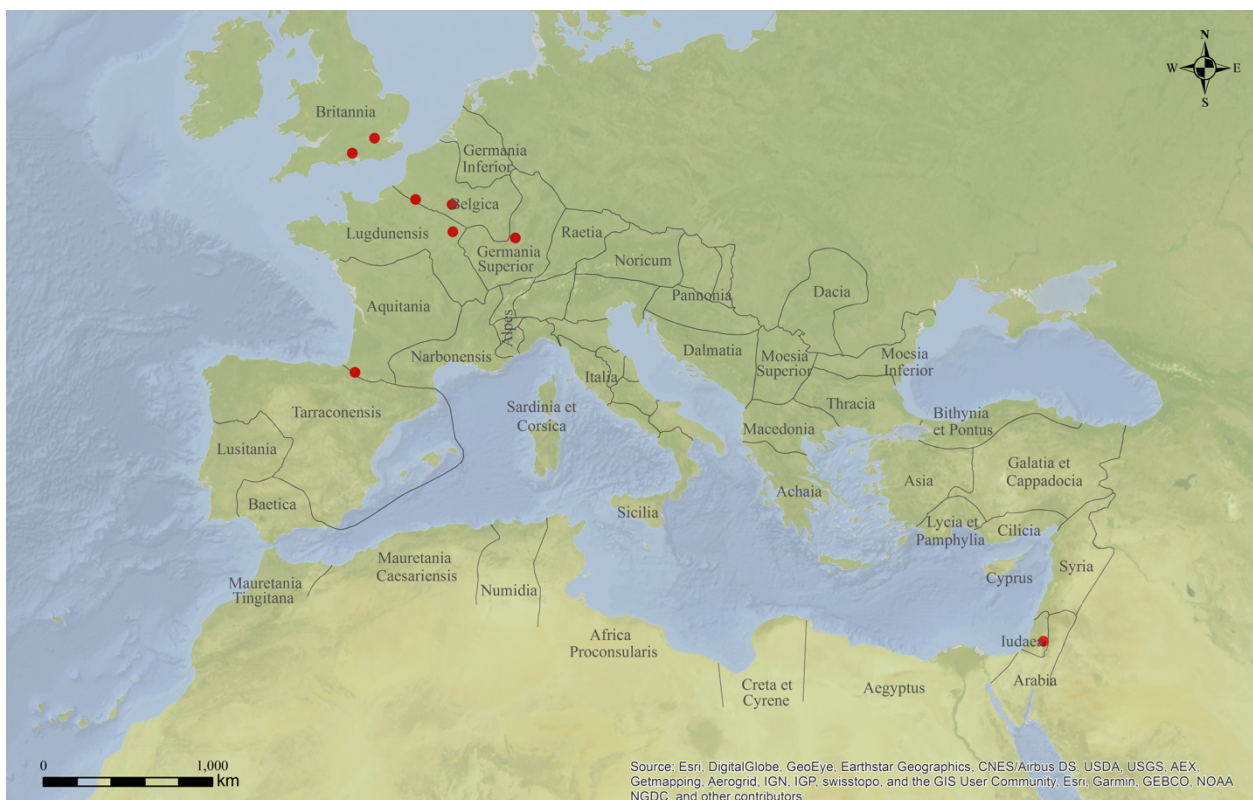 N
W
E
S
Britannia
Germania
Inferior
Belgica
Lugdunensis
Germania
Superior
Raetia
Noricum
Pannonia
Dacia
Aquitania
Alpes
Narbonensis
Italia
Dalmatia
Moesia
Superior
Moesia
Inferior
Thracia
Bithynia
et Pontus
Tarraconensis
Sardinia et
Corsica
Macedonia
Lusitania
Baetica
Achaia
Asia
Galatia et
Cappadocia
Sicilia
Lycia et
Pamphylia
Cilicia
Mauretania
Tingitana
Mauretania
Caesariensis
Numidia
Cyprus
Syria
Africa
Proconsularis
Iudaea
Creta et
Cyrene
Aegyptus
Arabia
0
1,000
km
Source: Esri, DigitalGlobe, GeoEye, Earthstar Geographics, CNES/Airbus DS, USDA, USGS, AEX,
Getmapping, Aerogrid, IGN, IGP, swisstopo, and the GIS User Community, Esri, Garmin, GEBCO, NOAA
NGDC, and other contributors